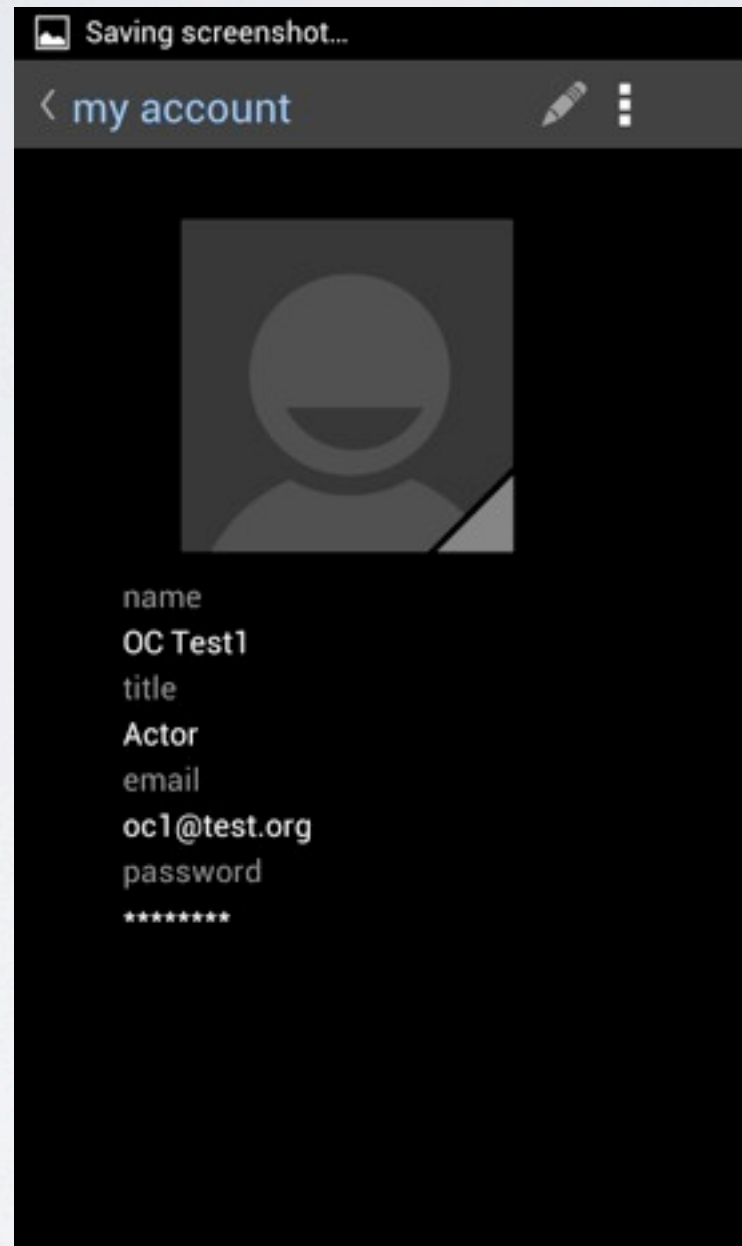 Saving screenshot...
my account
name
OC Test1
title
Actor
email
oc1@test.org
password
********